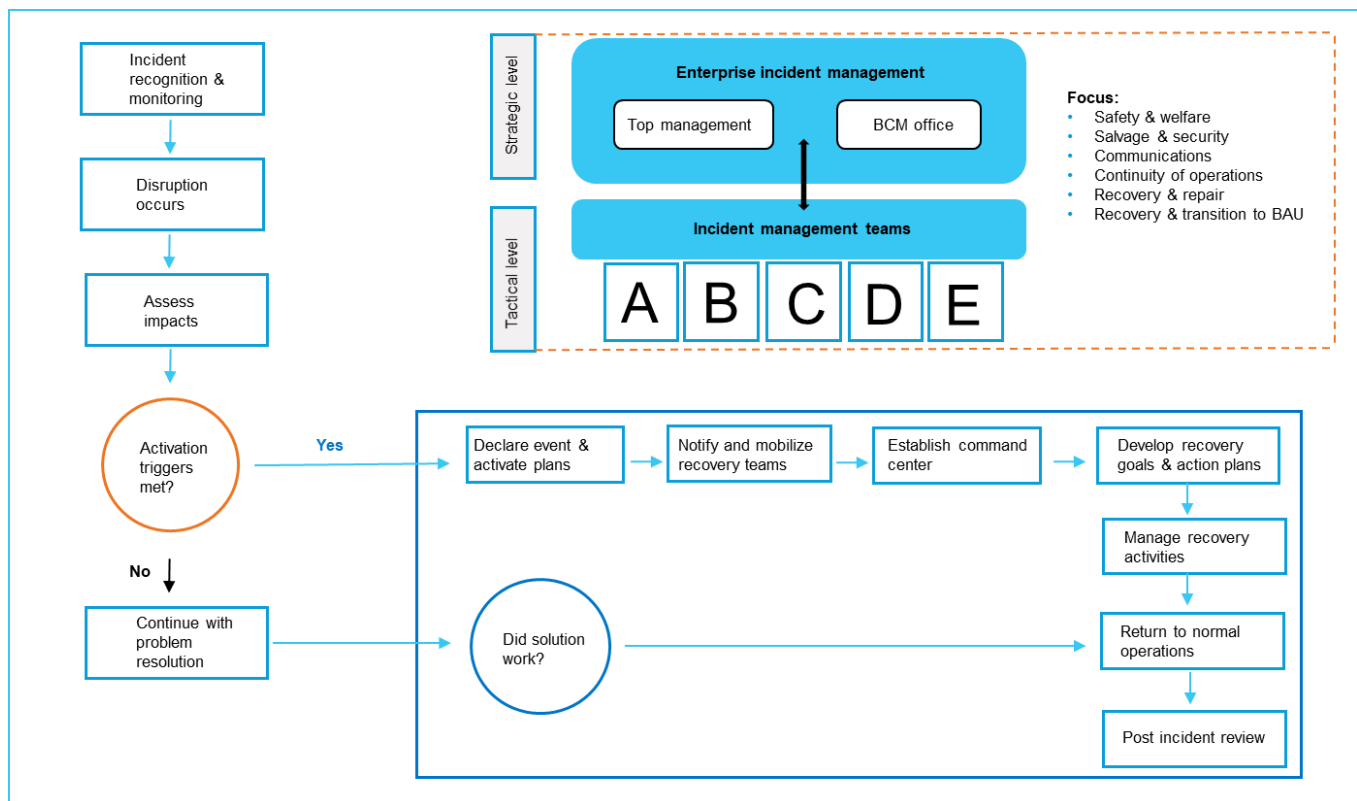 Incident
recognition &
monitoring
Disruption
occurs
Assess
impacts
Activation
triggers
met?
Yes
No
Continue with
problem
resolution
Strategic level
Enterprise incident management
Top management
BCM office
Tactical level
Incident management teams
A
B
C
D
E
Focus:
• Safety & welfare
• Salvage & security
• Communications
• Continuity of operations
• Recovery & repair
• Recovery & transition to BAU
Declare event &
activate plans
Notify and mobilize
recovery teams
Establish command
center
Develop recovery
goals & action plans
Manage recovery
activities
Did solution
work?
Return to normal
operations
Post incident review